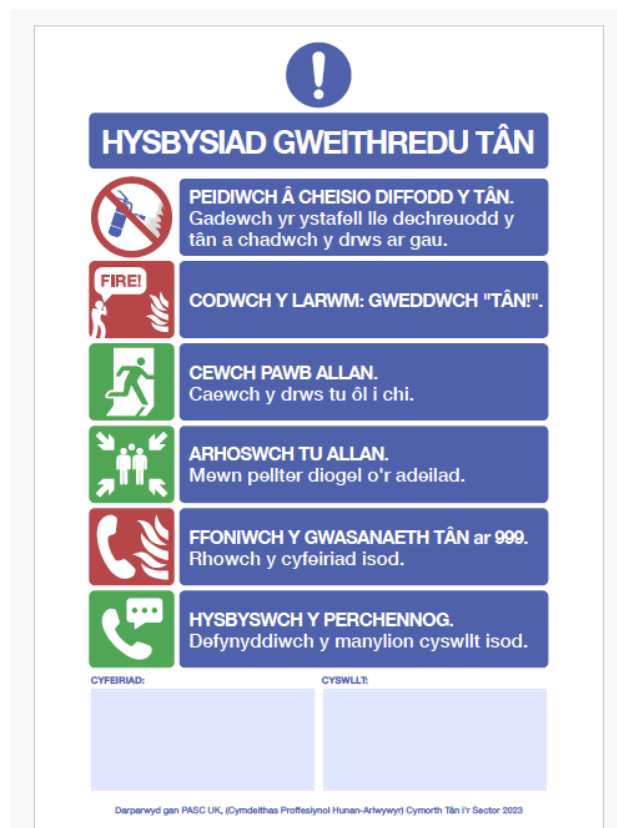 HYSBYSIAD GWEITHREDU TÂN
PEIDIWCH Â CHEISIO DIFFODD Y TÂN.
Gadewch yr ystafell lle dechreuodd y
tân a chadwch y drws ar gau.
FIRE!
CODWCH Y LARWM: GWEDDWCH "TÂN!".
CEWCH PAWB ALLAN.
Caewch y drws tu ôl i chi.
ARHOSWCH TU ALLAN.
Mewn pellter diogel o'r adeilad.
FFONIWCH Y GWASANAETH TÂN ar 999.
Rhowch y cyfeiriad isod.
HYSBYSWCH Y PERCHENNOG.
Defynyddiwch y manylion cyswllt isod.
CYFEIRIAD:
CYSWLLT:
Darparwyd gan PASC UK, (Cymdeithas Proffesiynol Hunan-Arlwywyr) Cymorth Tân i'r Sector 2023